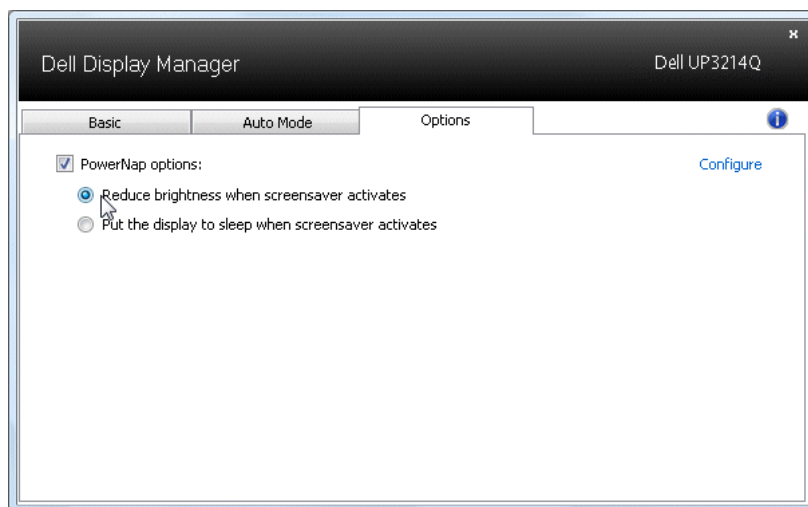 Dell Display Manager
Dell UP3214Q
Basic
Auto Mode
Options
PowerNap options:
Configure
Reduce brightness when screensaver activates
Put the display to sleep when screensaver activates